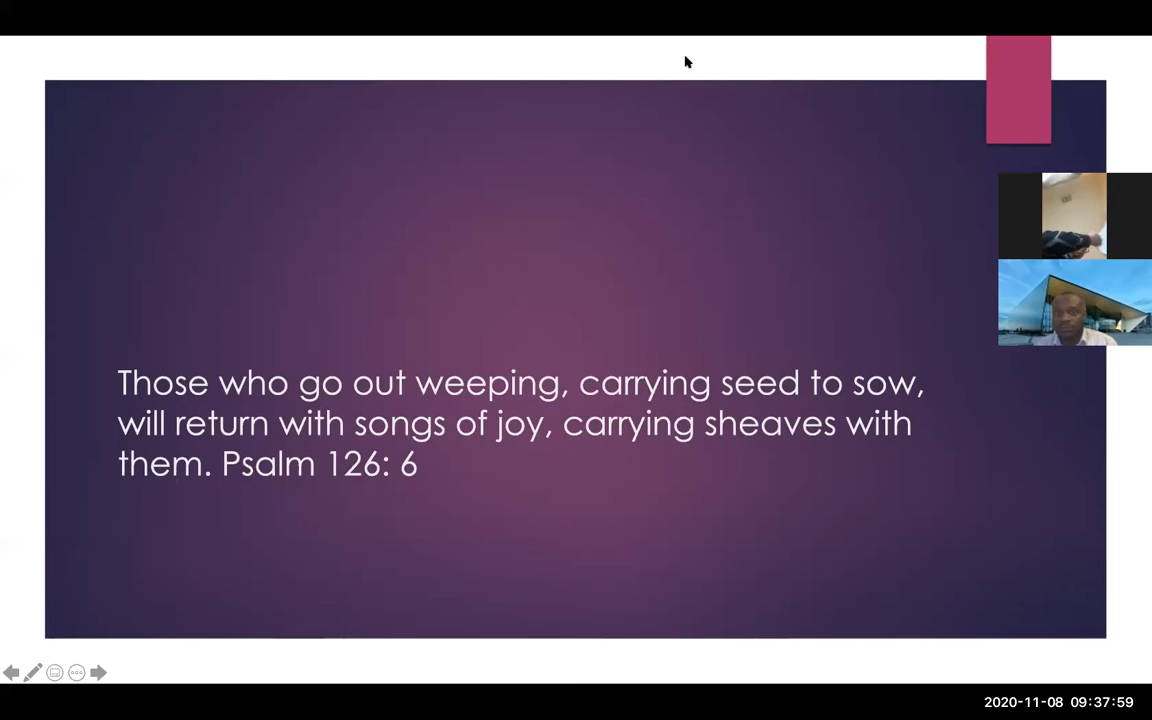 Those who go out weeping, carrying seed to sow,
will return with songs of joy, carrying sheaves with
them. Psalm 126: 6
2020-11-08 09:37:59